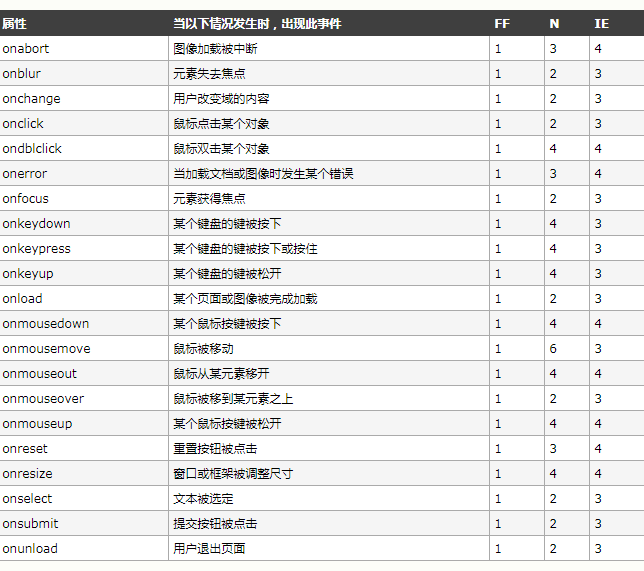 属性 当以下情况发生时，出现此事件 FF N IE
onabort 图像加载被中断 1 3 4
onblur 元素失去焦点 1 2 3
onchange 用户改变域的内容 1 2 3
onclick 鼠标点击某个对象 1 2 3
ondblclick 鼠标双击某个对象 1 4 4
onerror 当加载文档或图像时发生某个错误 1 3 4
onfocus 元素获得焦点 1 2 3
onkeydown 某个键盘的键被按下 1 4 3
onkeypress 某个键盘的键被按下或按住 1 4 3
onkeyup 某个键盘的键被松开 1 4 3
onload 某个页面或图像被完成加载 1 2 3
onmousedown 某个鼠标按键被按下 1 4 4
onmousemove 鼠标被移动 1 6 3
onmouseout 鼠标从某元素移开 1 4 4
onmouseover 鼠标被移到某元素之上 1 2 3
onmouseup 某个鼠标按键被松开 1 4 4
onreset 重置按钮被点击 1 3 4
onresize 窗口或框架被调整尺寸 1 4 4
onselect 文本被选定 1 2 3
onsubmit 提交按钮被点击 1 2 3
onunload 用户退出页面 1 2 3